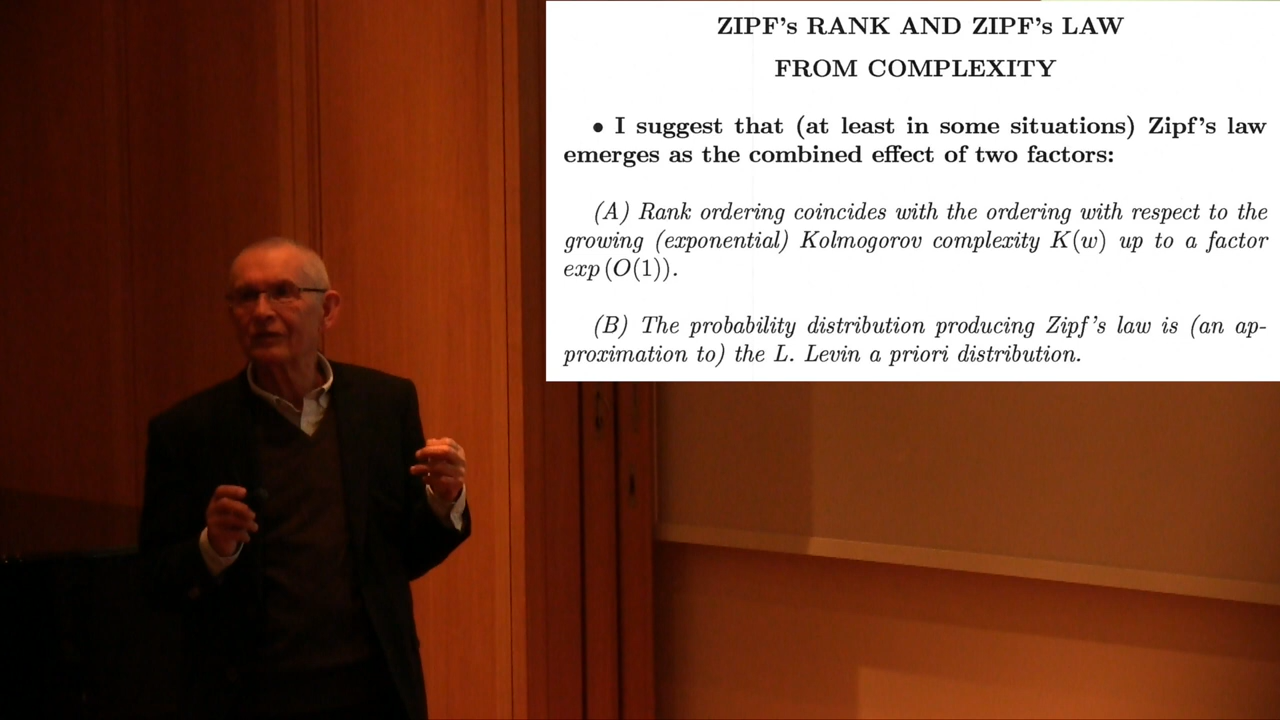 ZIPF's RANK AND ZIPF's LAW
FROM COMPLEXITY
• I suggest that (at least in some situations) Zipf's law
emerges as the combined effect of two factors:
(A) Rank ordering coincides with the ordering with respect to the
growing (exponential) Kolmogorov complexity K(w) up to a factor
exp (O(1)).
(B) The probability distribution producing Zipf's law is (an ap-
proximation to) the L. Levin a priori distribution.